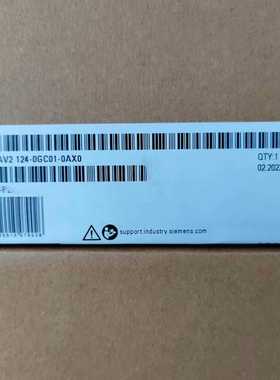 AV2 124-0GC01-0AX0
QTY:1
02.202
support.industry.siemens.com